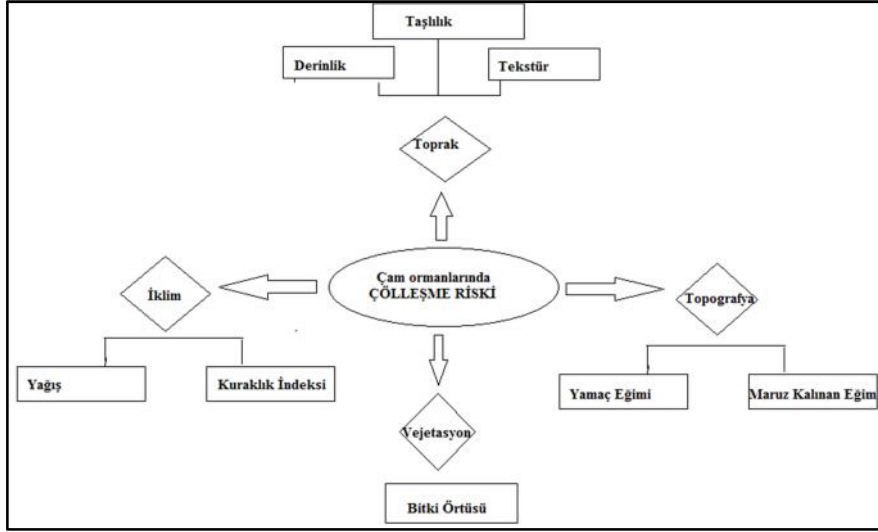 Taşlılık
Derinlik
Tekstür
Toprak
Çam ormanlarında
ÇÖLLEŞME RİSKİ
İklim
Topografya
Yağış
Kuraklık İndeksi
Yamaç Eğimi
Maruz Kalınan Eğim
Vejetasyon
Bitki Örtüsü